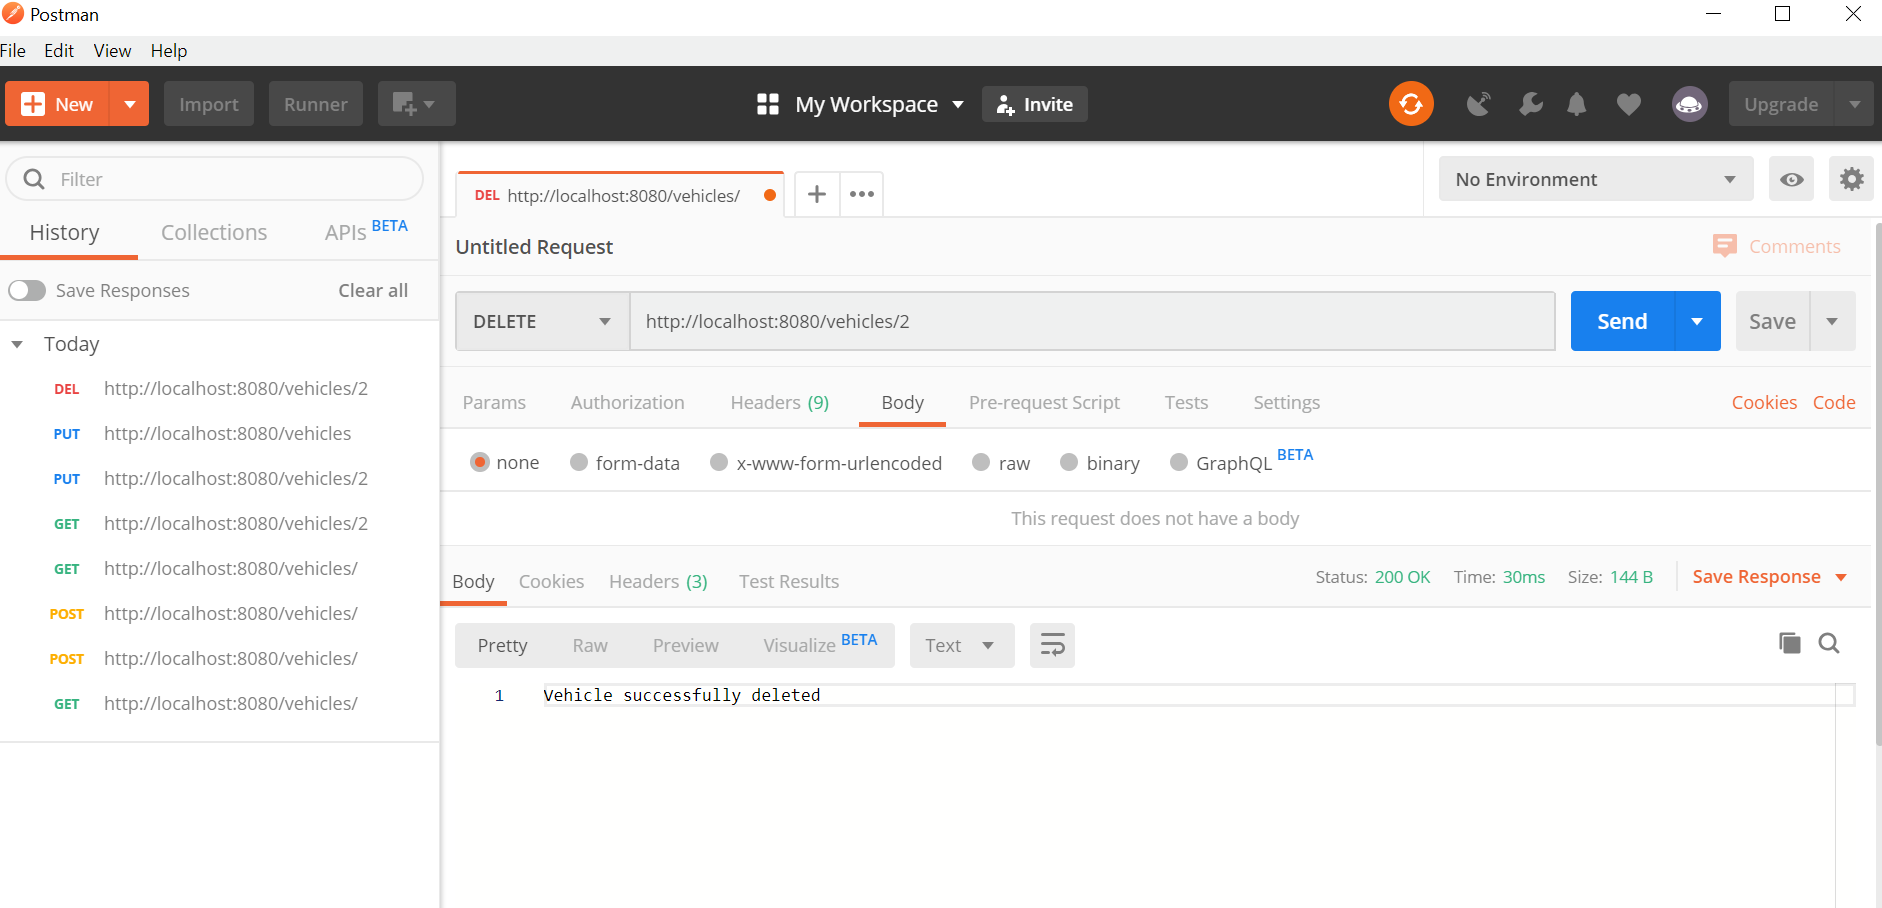 Postman
File Edit View Help
New Import Runner My Workspace Invite Upgrade
Filter
History Collections APIs BETA
Save Responses Clear all
Today
DEL http://localhost:8080/vehicles/2
PUT http://localhost:8080/vehicles
PUT http://localhost:8080/vehicles/2
GET http://localhost:8080/vehicles/2
GET http://localhost:8080/vehicles/
POST http://localhost:8080/vehicles/
POST http://localhost:8080/vehicles/
GET http://localhost:8080/vehicles/
DEL http://localhost:8080/vehicles/ No Environment
Untitled Request Comments
DELETE http://localhost:8080/vehicles/2 Send Save
Params Authorization Headers (9) Body Pre-request Script Tests Settings Cookies Code
none form-data x-www-form-urlencoded raw binary GraphQL BETA
This request does not have a body
Body Cookies Headers (3) Test Results Status: 200 OK Time: 30ms Size: 144 B Save Response
Pretty Raw Preview Visualize BETA Text
1 Vehicle successfully deleted